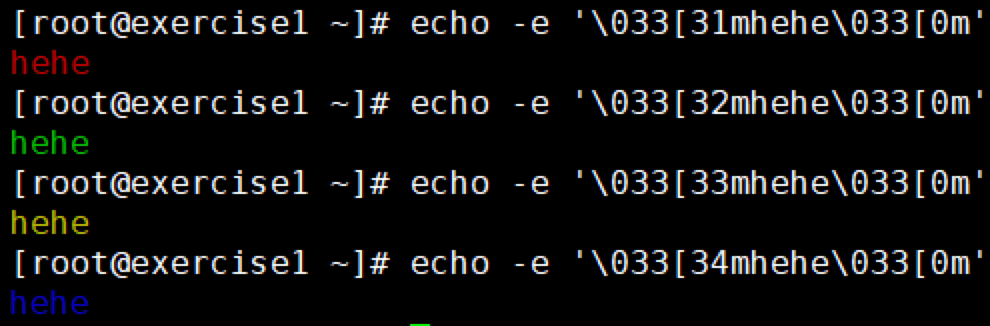 [root@exercise1 ~]# echo -e '\033[31mhehe\033[0m'
hehe
[root@exercise1 ~]# echo -e '\033[32mhehe\033[0m'
hehe
[root@exercise1 ~]# echo -e '\033[33mhehe\033[0m'
hehe
[root@exercise1 ~]# echo -e '\033[34mhehe\033[0m'
hehe